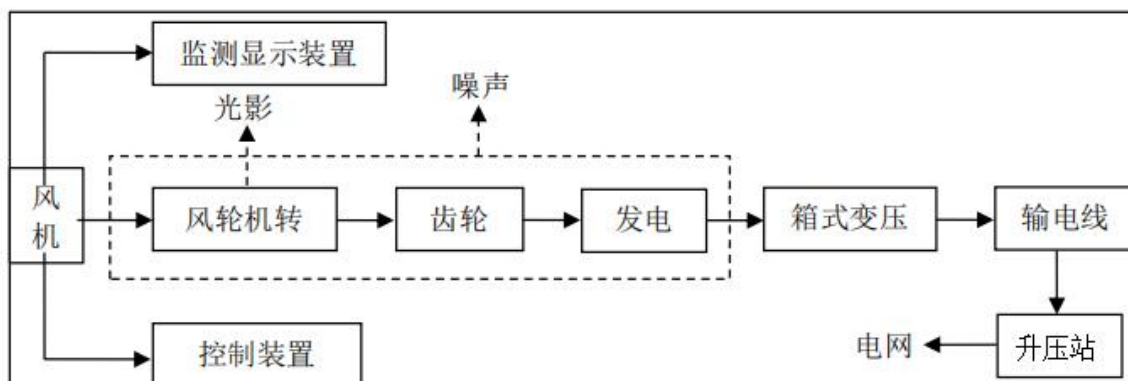 监测显示装置
噪声
光影
风
机
风轮机转
齿轮
发电
箱式变压
输电线
控制装置
电网
升压站